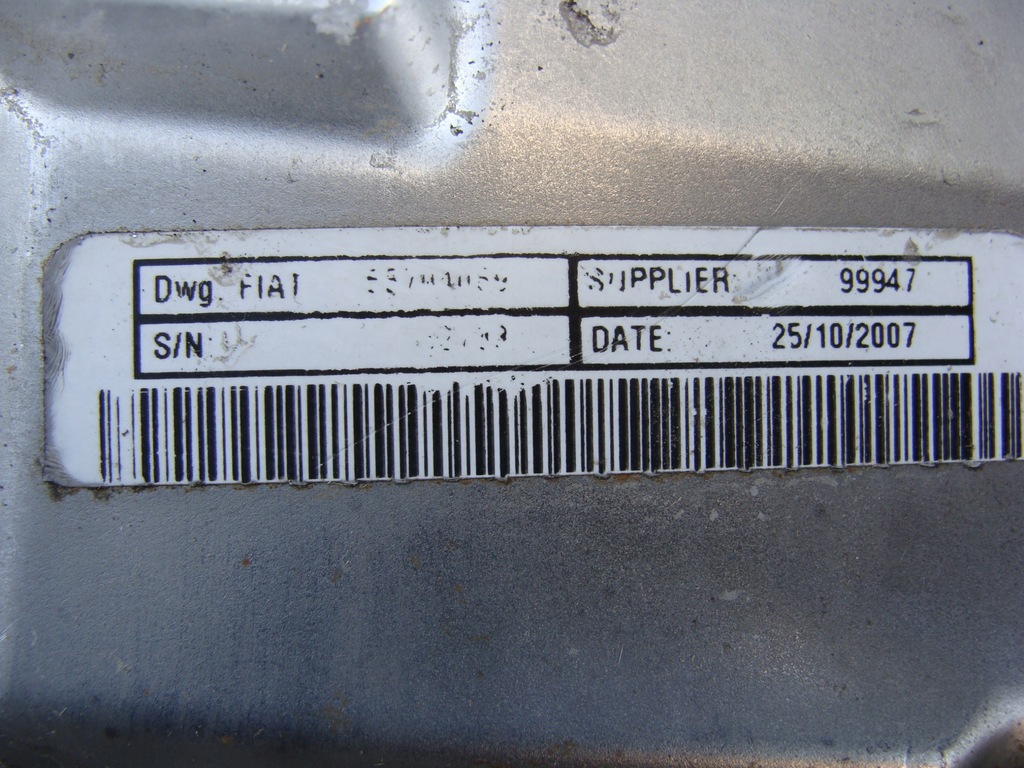 Dwg. FIAT
S/N
SUPPLIER 99947
DATE: 25/10/2007